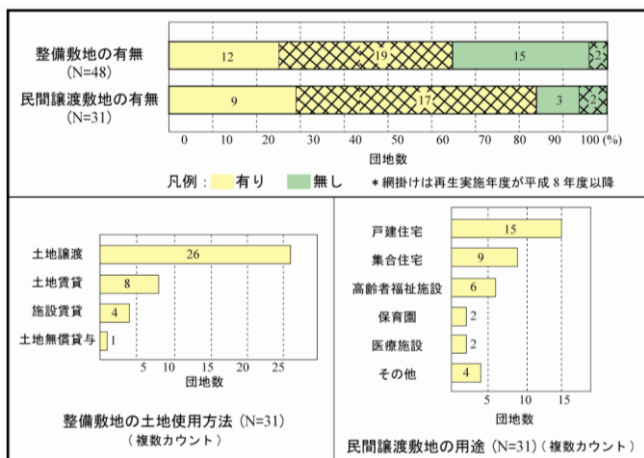 整備敷地の有無
(N=48)
12 19 15 2
民間譲渡敷地の有無
(N=31)
9 17 3 2
0 10 20 30 40 50 60 70 80 90 100 (%)
団地数
凡例： 有り 無し ＊網掛けは再生実施年度が平成 8 年度以降
土地譲渡 26
土地賃貸 8
施設賃貸 4
土地無償貸与 1
5 10 15 20 25
団地数
整備敷地の土地使用方法 (N=31)
(複数カウント)
戸建住宅 15
集合住宅 9
高齢者福祉施設 6
保育園 2
医療施設 2
その他 4
5 10 15
団地数
民間譲渡敷地の用途 (N=31) (複数カウント)